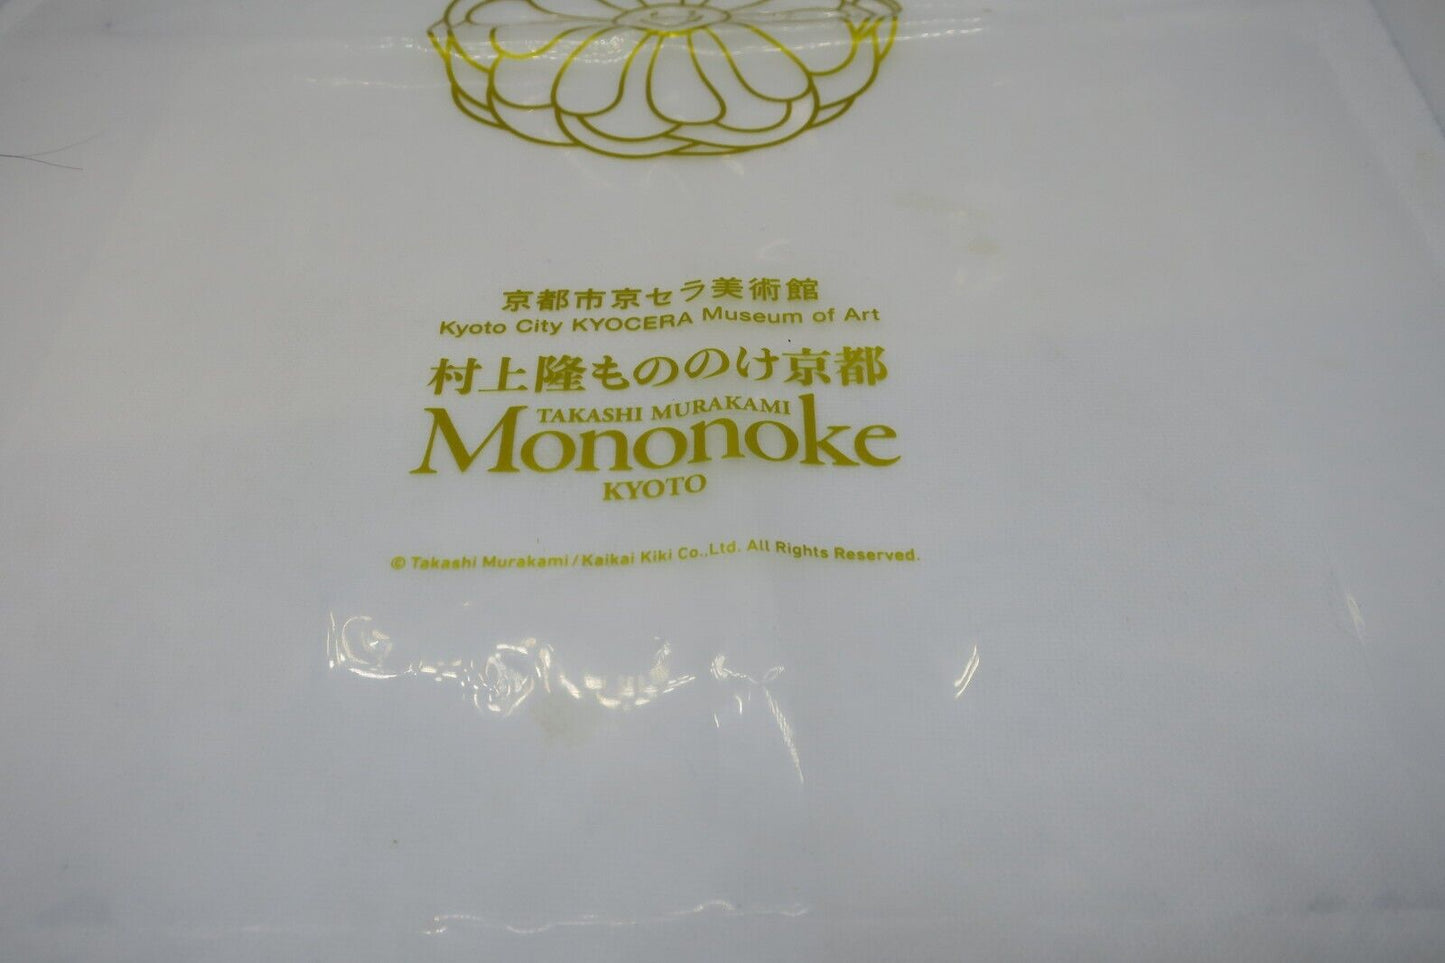 京都市京セラ美術館
Kyoto City KYOCERA Museum of Art
村上隆もののけ京都
TAKASHI MURAKAMI
Mononoke
KYOTO
© Takashi Murakami/Kaikai Kiki Co.,Ltd. All Rights Reserved.